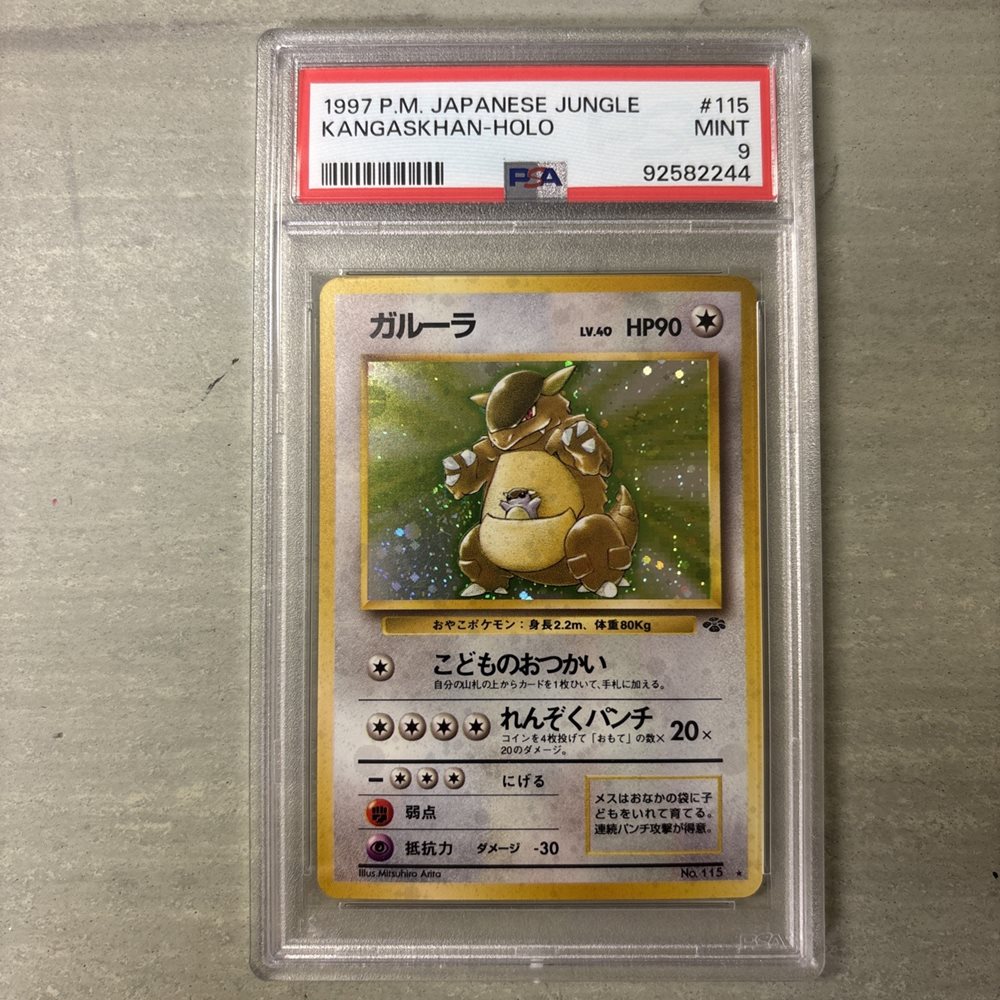 1997 P.M. JAPANESE JUNGLE #115
KANGASKHAN-HOLO MINT
9
PSA 92582244
ガルーラ LV.40 HP90
おやこポケモン：身長2.2m、体重80Kg
こどものおつかい
自分の山札の上からカードを1枚ひいて、手札に加える。
れんぞくパンチ 20×
コインを4枚投げて「おもて」の数×
20のダメージ。
− にげる
弱点
抵抗力 ダメージ -30
メスはおなかの袋に子
どもをいれて育てる。
連続パンチ攻撃が得意。
Illus. Mitsuhiro Arita No. 115 ★
PSA